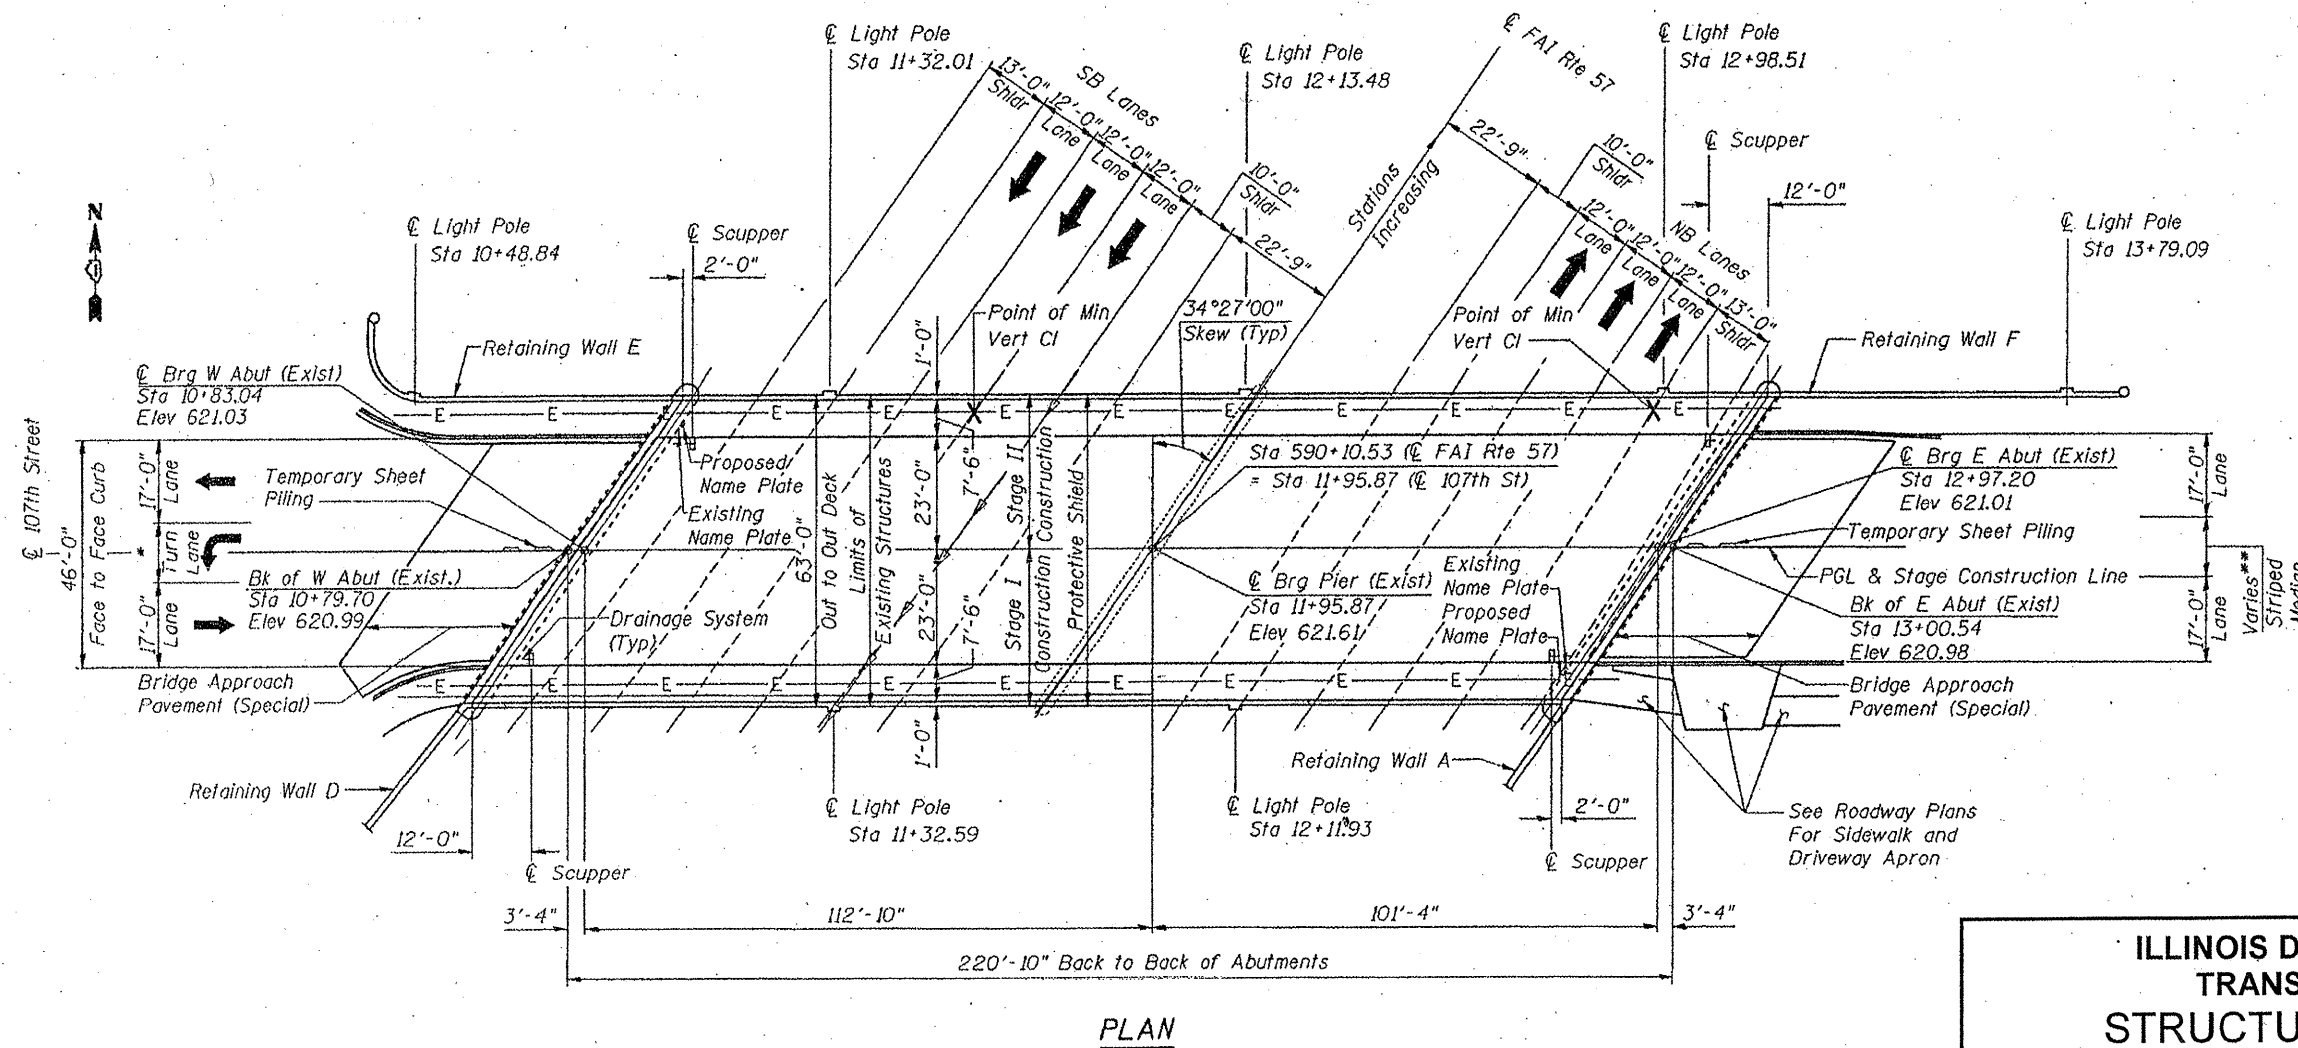 ℄ Light Pole
Sta 11+32.01
13'-0"
Shldr
12'-0"
Lane
12'-0"
Lane
12'-0"
Lane
SB Lanes
10'-0"
Shldr
22'-9"
℄ Light Pole
Sta 12+13.48
℄ FAI Rte 57
Stations
Increasing
22'-9"
10'-0"
Shldr
12'-0"
Lane
12'-0"
Lane
12'-0"
Lane
13'-0"
Shldr
NB Lanes
℄ Light Pole
Sta 12+98.51
℄ Scupper
12'-0"
℄ Light Pole
Sta 13+79.09
N
℄ Light Pole
Sta 10+48.84
℄ Scupper
2'-0"
Retaining Wall E
Point of Min
Vert Cl
34°27'00"
Skew (Typ)
Point of Min
Vert Cl
Retaining Wall F
℄ Brg W Abut (Exist)
Sta 10+83.04
Elev 621.03
E E E E E E E E E E E E
1'-0"
7'-6"
23'-0"
23'-0"
7'-6"
1'-0"
℄ 107th Street
46'-0"
Face to Face Curb
17'-0"
Lane
*
Turn
Lane
17'-0"
Lane
Temporary Sheet
Piling
Proposed
Name Plate
Existing
Name Plate
63'-0"
Out to Out Deck
Limits of
Existing Structures
Stage II
Construction
Stage I
Construction
Protective Shield
Sta 590+10.53 (℄ FAI Rte 57)
= Sta 11+95.87 (℄ 107th St)
℄ Brg E Abut (Exist)
Sta 12+97.20
Elev 621.01
17'-0"
Lane
Temporary Sheet Piling
PGL & Stage Construction Line
Varies**
Striped
17'-0"
Lane
Bk of W Abut (Exist.)
Sta 10+79.70
Elev 620.99
Drainage System
(Typ)
℄ Brg Pier (Exist)
Sta 11+95.87
Elev 621.61
Existing
Name Plate
Proposed
Name Plate
Bk of E Abut (Exist)
Sta 13+00.54
Elev 620.98
Bridge Approach
Pavement (Special)
E E E E E E E E E E E
Bridge Approach
Pavement (Special)
Retaining Wall D
12'-0"
℄ Scupper
℄ Light Pole
Sta 11+32.59
℄ Light Pole
Sta 12+11.93
Retaining Wall A
2'-0"
℄ Scupper
See Roadway Plans
For Sidewalk and
Driveway Apron
3'-4"
112'-10"
101'-4"
3'-4"
220'-10" Back to Back of Abutments
PLAN
ILLINOIS D
TRANS
STRUCTU